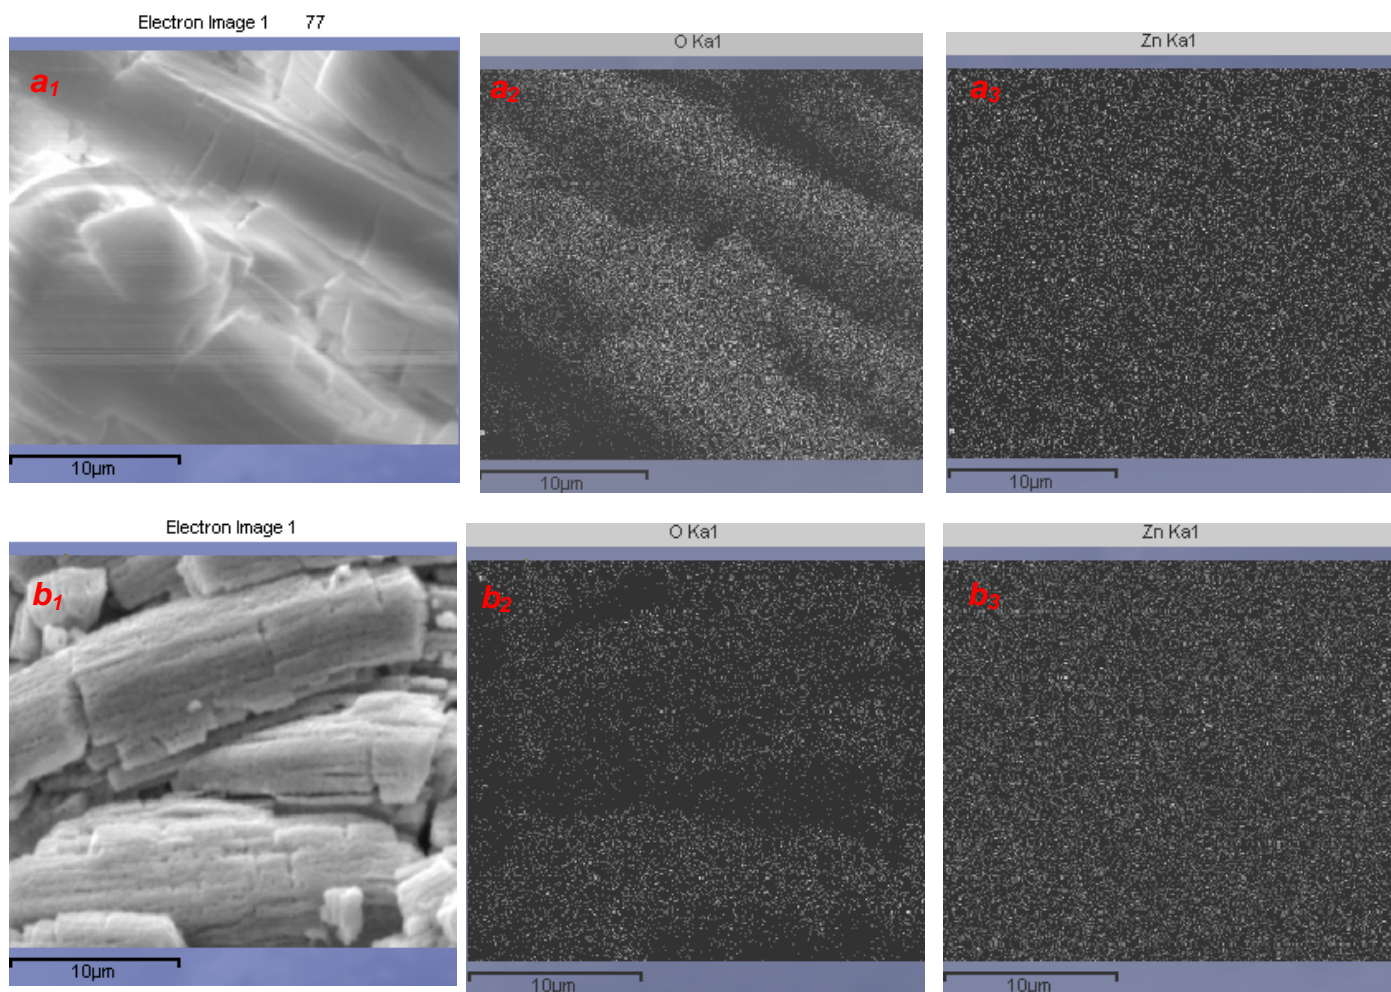 Electron Image 1 77
a1
10µm
O Ka1
a2
10µm
Zn Ka1
a3
10µm
Electron Image 1
b1
10µm
O Ka1
b2
10µm
Zn Ka1
b3
10µm